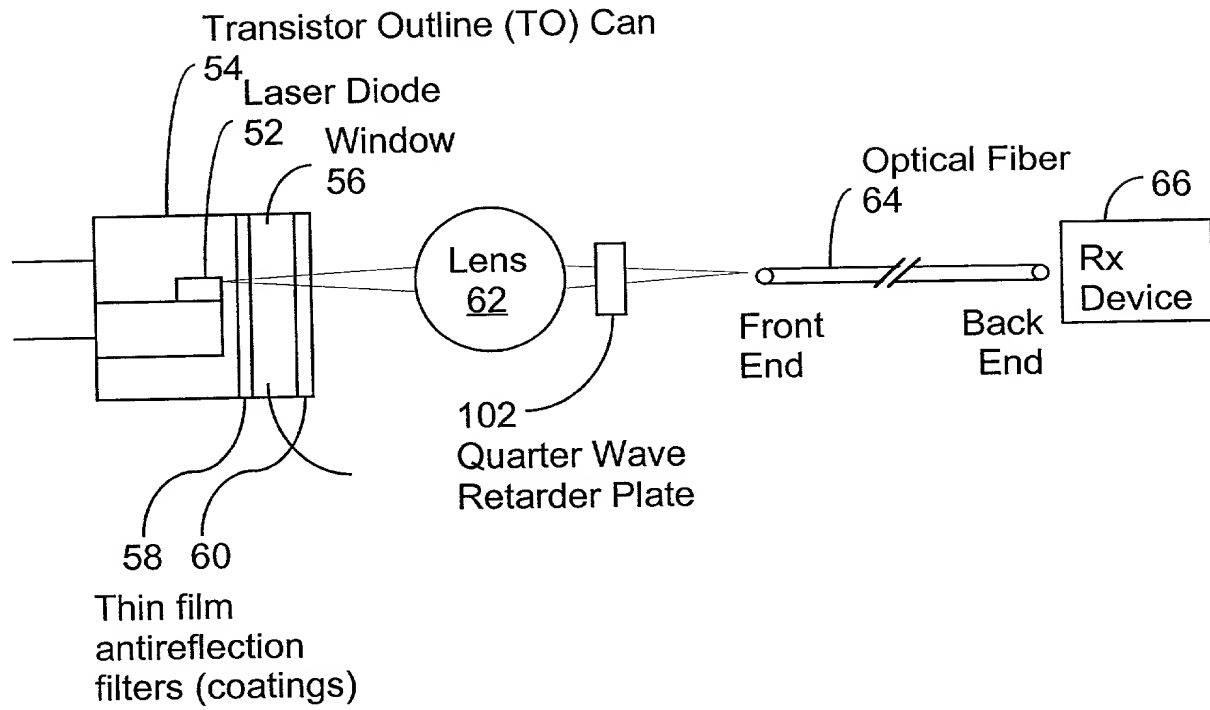 Transistor Outline (TO) Can
54
Laser Diode
52
Window
56
Optical Fiber
64
66
Lens
62
Rx
Device
Front
End
Back
End
102
Quarter Wave
Retarder Plate
58 60
Thin film
antireflection
filters (coatings)